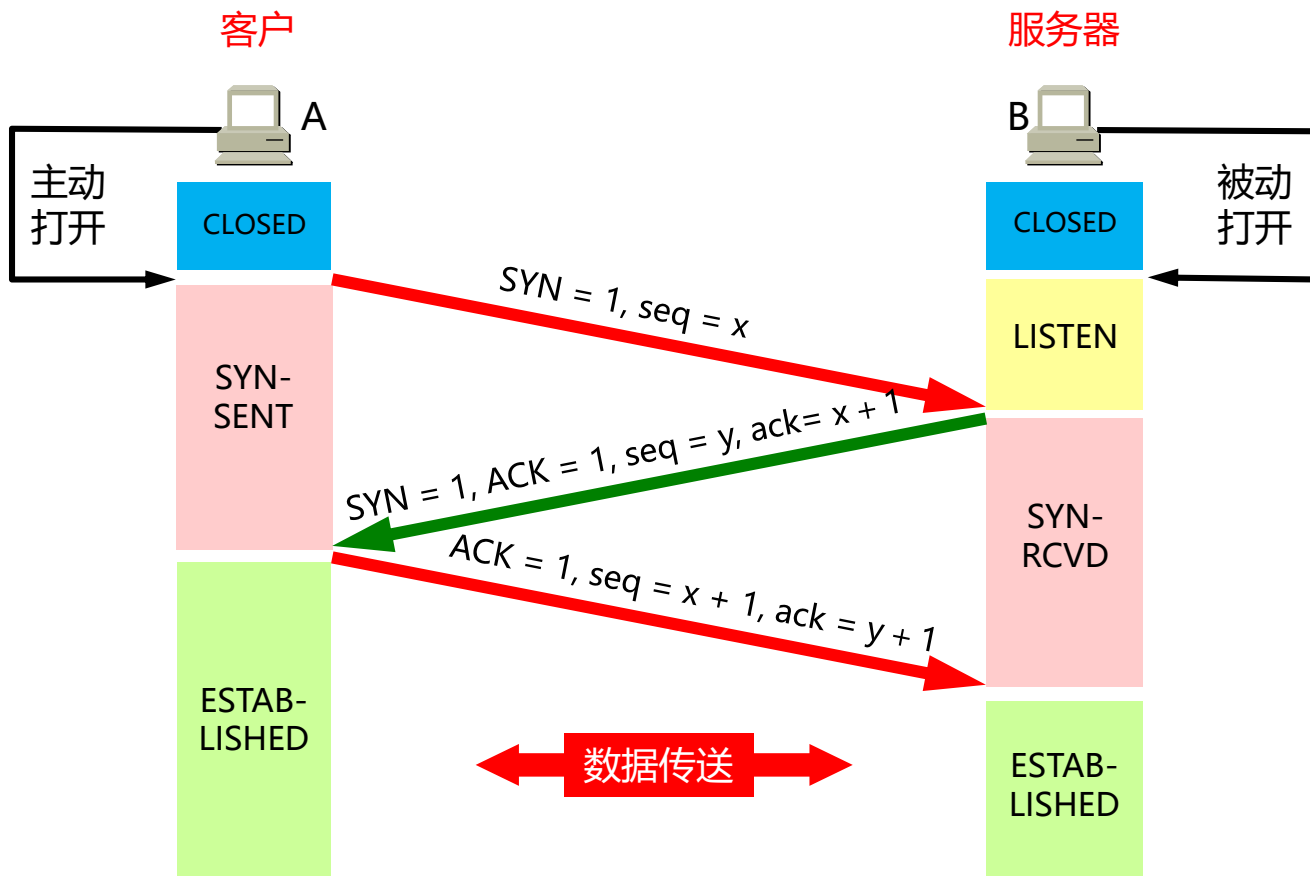 客户
服务器
A
B
主动
打开
被动
打开
CLOSED
CLOSED
SYN = 1, seq = x
LISTEN
SYN-
SENT
SYN = 1, ACK = 1, seq = y, ack= x + 1
SYN-
RCVD
ACK = 1, seq = x + 1, ack = y + 1
ESTAB-
LISHED
数据传送
ESTAB-
LISHED